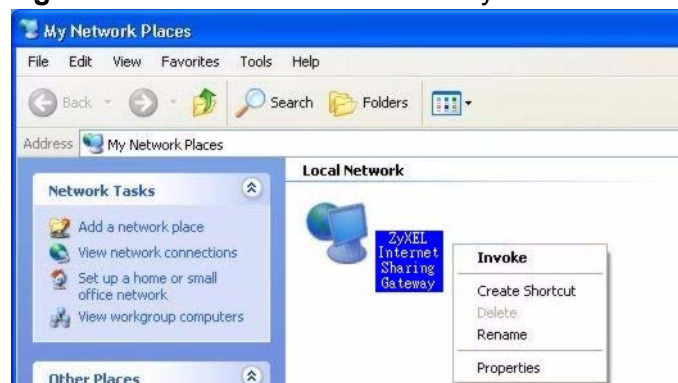 My Network Places
File Edit View Favorites Tools Help
Back Search Folders
Address My Network Places
Network Tasks
Add a network place
View network connections
Set up a home or small
office network
View workgroup computers
Other Places
Local Network
ZyXEL
Internet
Sharing
Gateway
Invoke
Create Shortcut
Delete
Rename
Properties